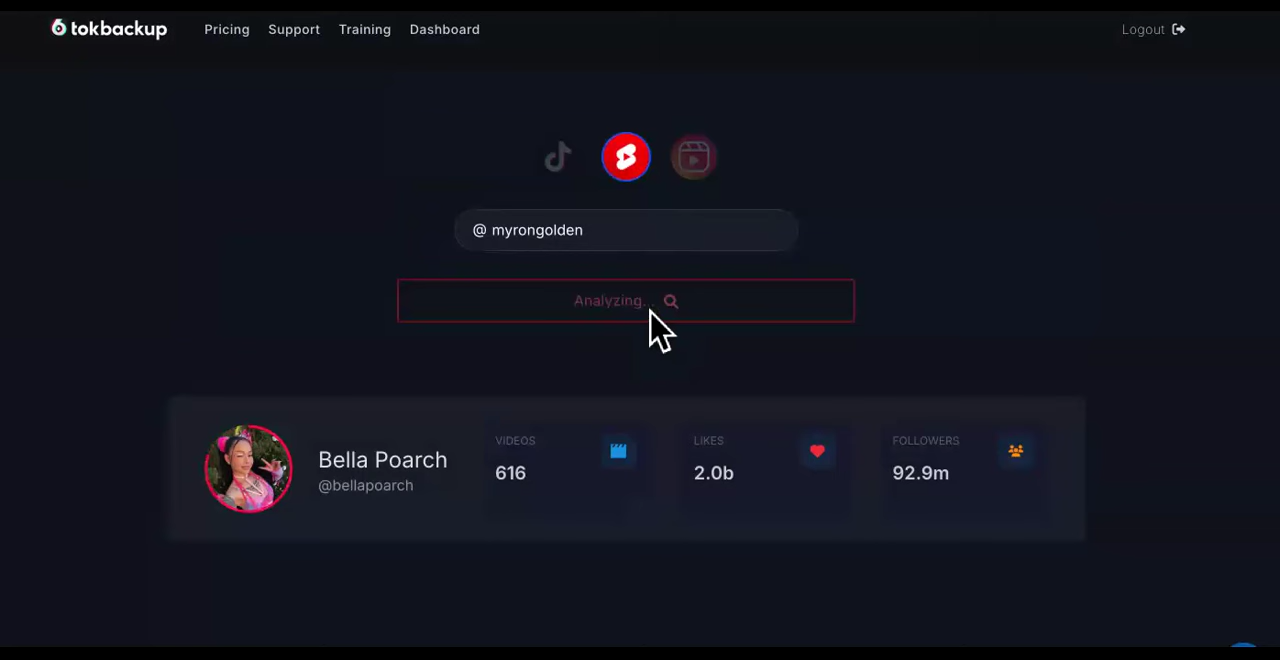 tokbackup Pricing Support Training Dashboard Logout
@ myrongolden
Analyzing...
Bella Poarch
@bellapoarch
VIDEOS
616
LIKES
2.0b
FOLLOWERS
92.9m